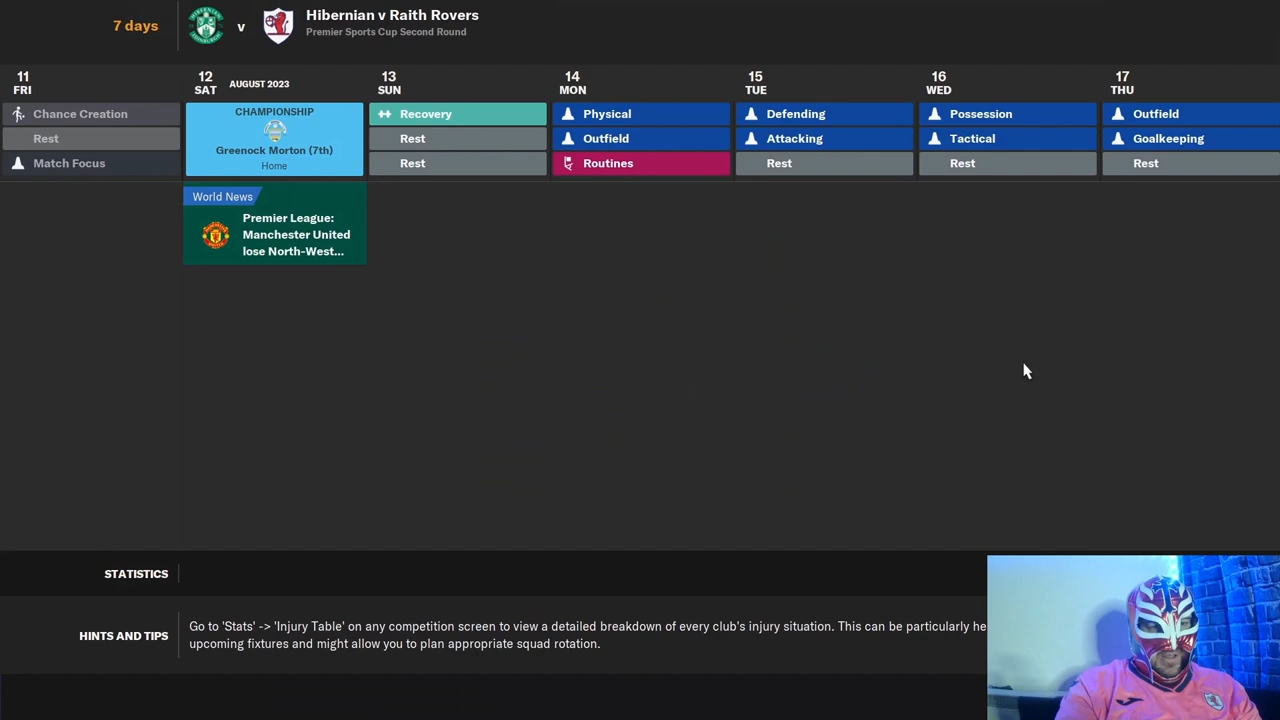 7 days
v
Hibernian v Raith Rovers
Premier Sports Cup Second Round
11
FRI
12
SAT
AUGUST 2023
13
SUN
14
MON
15
TUE
16
WED
17
THU
Chance Creation
Rest
Match Focus
CHAMPIONSHIP
Greenock Morton (7th)
Home
Recovery
Rest
Rest
Physical
Outfield
Routines
Defending
Attacking
Rest
Possession
Tactical
Rest
Outfield
Goalkeeping
Rest
World News
Premier League:
Manchester United
lose North-West...
STATISTICS
HINTS AND TIPS
Go to 'Stats' -> 'Injury Table' on any competition screen to view a detailed breakdown of every club's injury situation. This can be particularly he
upcoming fixtures and might allow you to plan appropriate squad rotation.